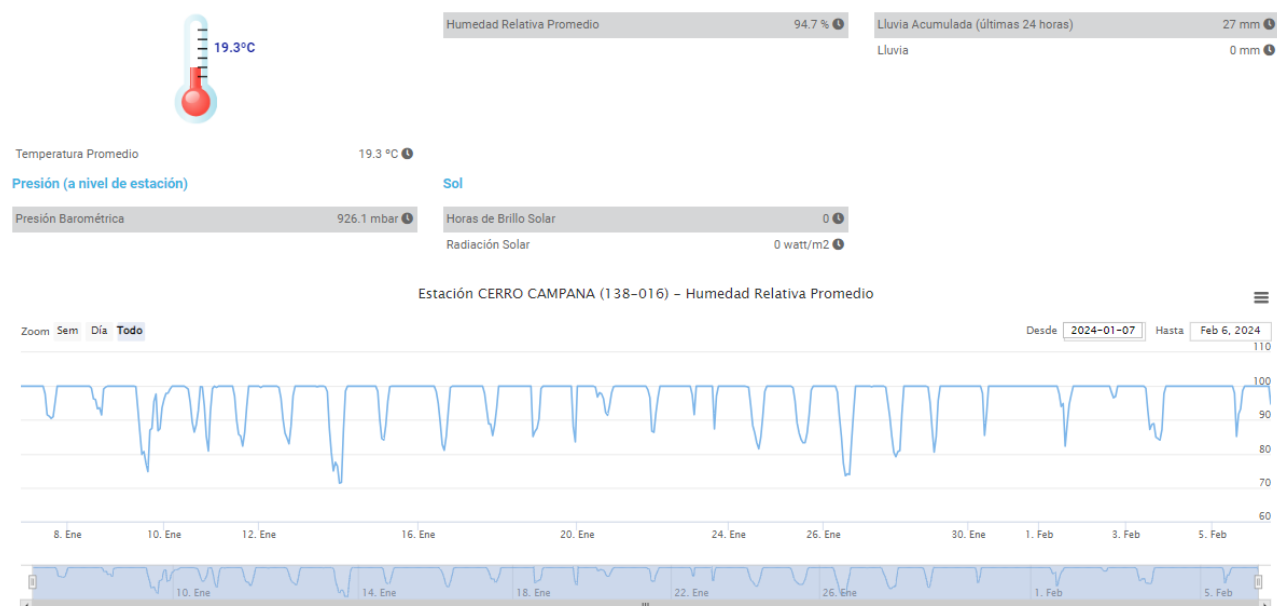 Humedad Relativa Promedio 94.7 %
Lluvia Acumulada (últimas 24 horas) 27 mm
19.3ºC
Lluvia 0 mm
Temperatura Promedio 19.3 ºC
Presión (a nivel de estación)
Sol
Presión Barométrica 926.1 mbar
Horas de Brillo Solar 0
Radiación Solar 0 watt/m2
Estación CERRO CAMPANA (138-016) – Humedad Relativa Promedio
Zoom Sem Día Todo
Desde 2024-01-07 Hasta Feb 6, 2024
110
100
90
80
70
60
8. Ene 10. Ene 12. Ene 16. Ene 20. Ene 24. Ene 26. Ene 30. Ene 1. Feb 3. Feb 5. Feb
10. Ene 14. Ene 18. Ene 22. Ene 26. Ene 1. Feb 5. Feb